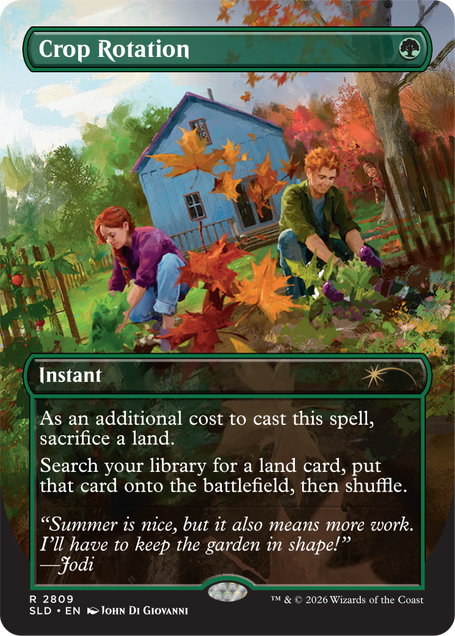 Crop Rotation
Instant
As an additional cost to cast this spell,
sacrifice a land.
Search your library for a land card, put
that card onto the battlefield, then shuffle.
“Summer is nice, but it also means more work.
I’ll have to keep the garden in shape!”
—Jodi
R 2809
SLD • EN John Di Giovanni
™ & © 2026 Wizards of the Coast